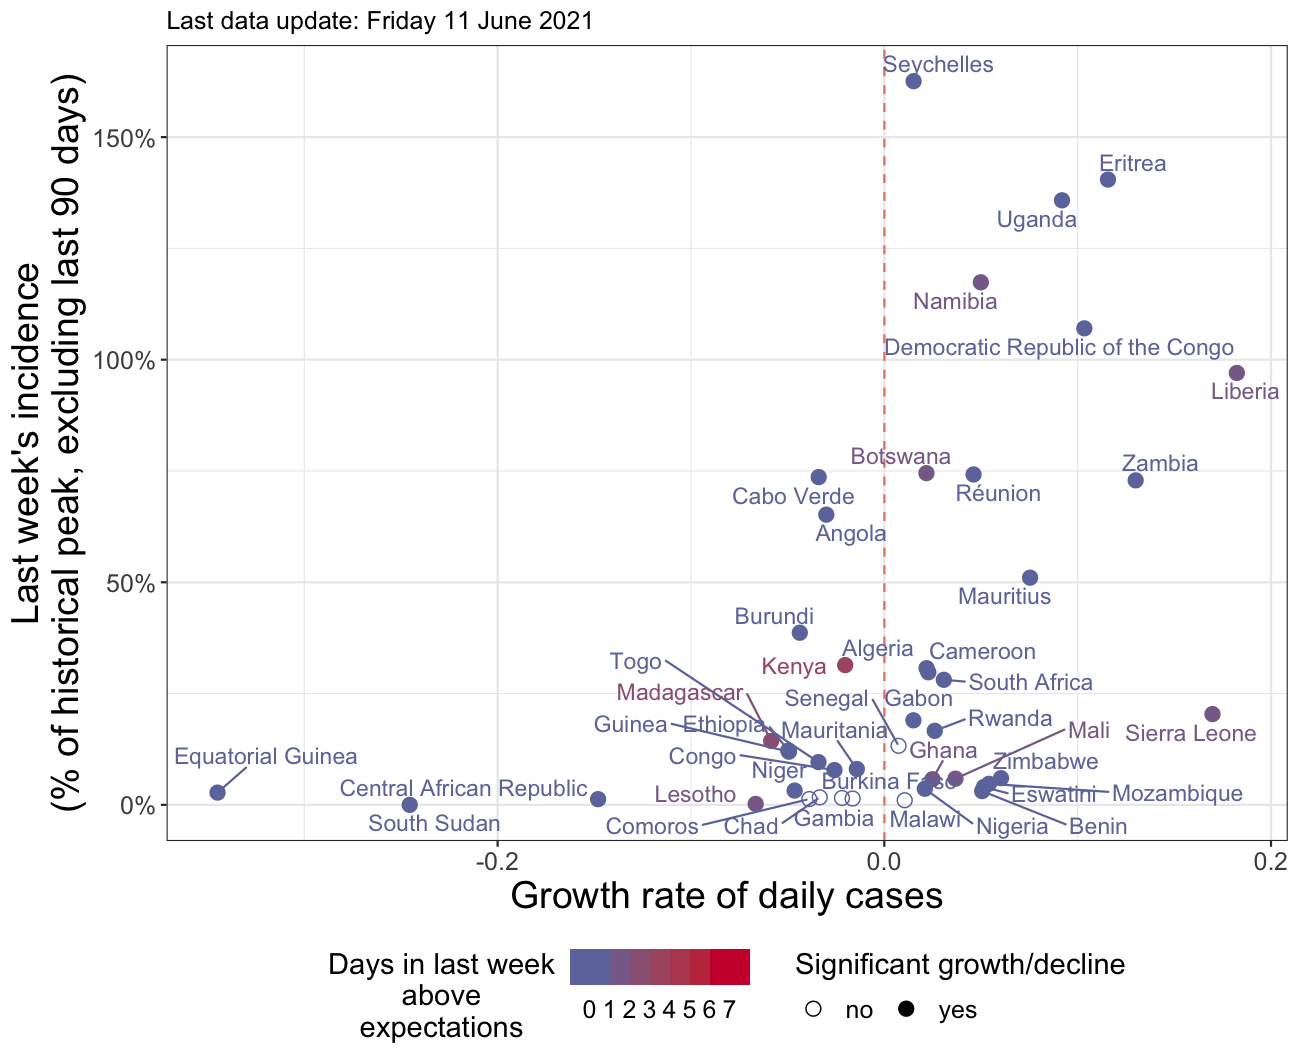 Last data update: Friday 11 June 2021
Last week's incidence
(% of historical peak, excluding last 90 days)
150%
100%
50%
0%
Seychelles
Eritrea
Uganda
Namibia
Democratic Republic of the Congo
Liberia
Botswana
Zambia
Cabo Verde
Réunion
Angola
Mauritius
Burundi
Algeria
Cameroon
Togo
Kenya
South Africa
Madagascar
Senegal
Gabon
Guinea
Ethiopia
Mauritania
Rwanda
Mali
Sierra Leone
Equatorial Guinea
Congo
Ghana
Niger
Zimbabwe
Central African Republic
Lesotho
Burkina Faso
Eswatini
Mozambique
South Sudan
Comoros
Chad
Gambia
Malawi
Nigeria
Benin
-0.2
0.0
0.2
Growth rate of daily cases
Days in last week
above
expectations
0 1 2 3 4 5 6 7
Significant growth/decline
no
yes